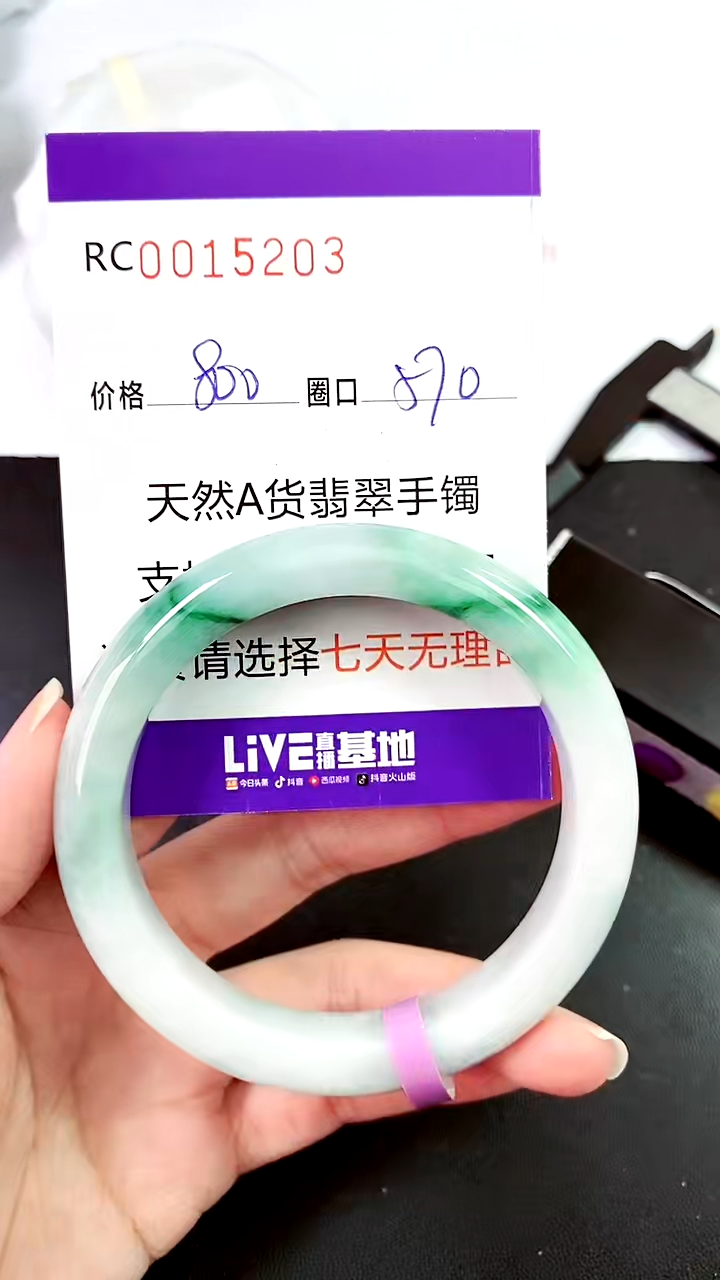 RC0015203
价格 800 圈口 570
天然A货翡翠手镯
支
请选择七天无理
LiVE直播基地
今日头条 抖音 西瓜视频 抖音火山版